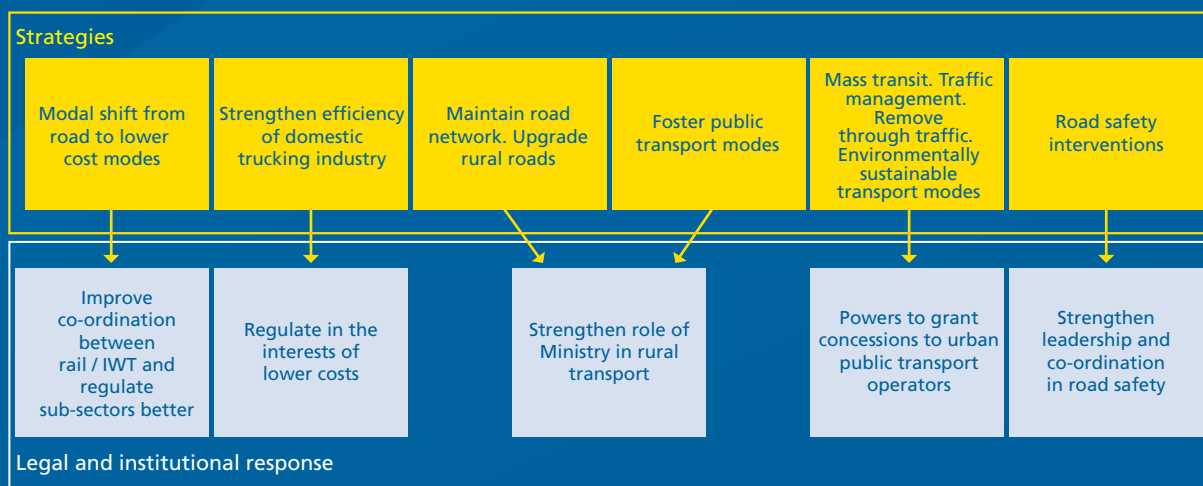 Strategies
Modal shift from
road to lower
cost modes
Strengthen efficiency
of domestic
trucking industry
Maintain road
network. Upgrade
rural roads
Foster public
transport modes
Mass transit. Traffic
management.
Remove
through traffic.
Environmentally
sustainable
transport modes
Road safety
interventions
Improve
co-ordination
between
rail / IWT and
regulate
sub-sectors better
Regulate in the
interests of
lower costs
Strengthen role of
Ministry in rural
transport
Powers to grant
concessions to urban
public transport
operators
Strengthen
leadership and
co-ordination
in road safety
Legal and institutional response